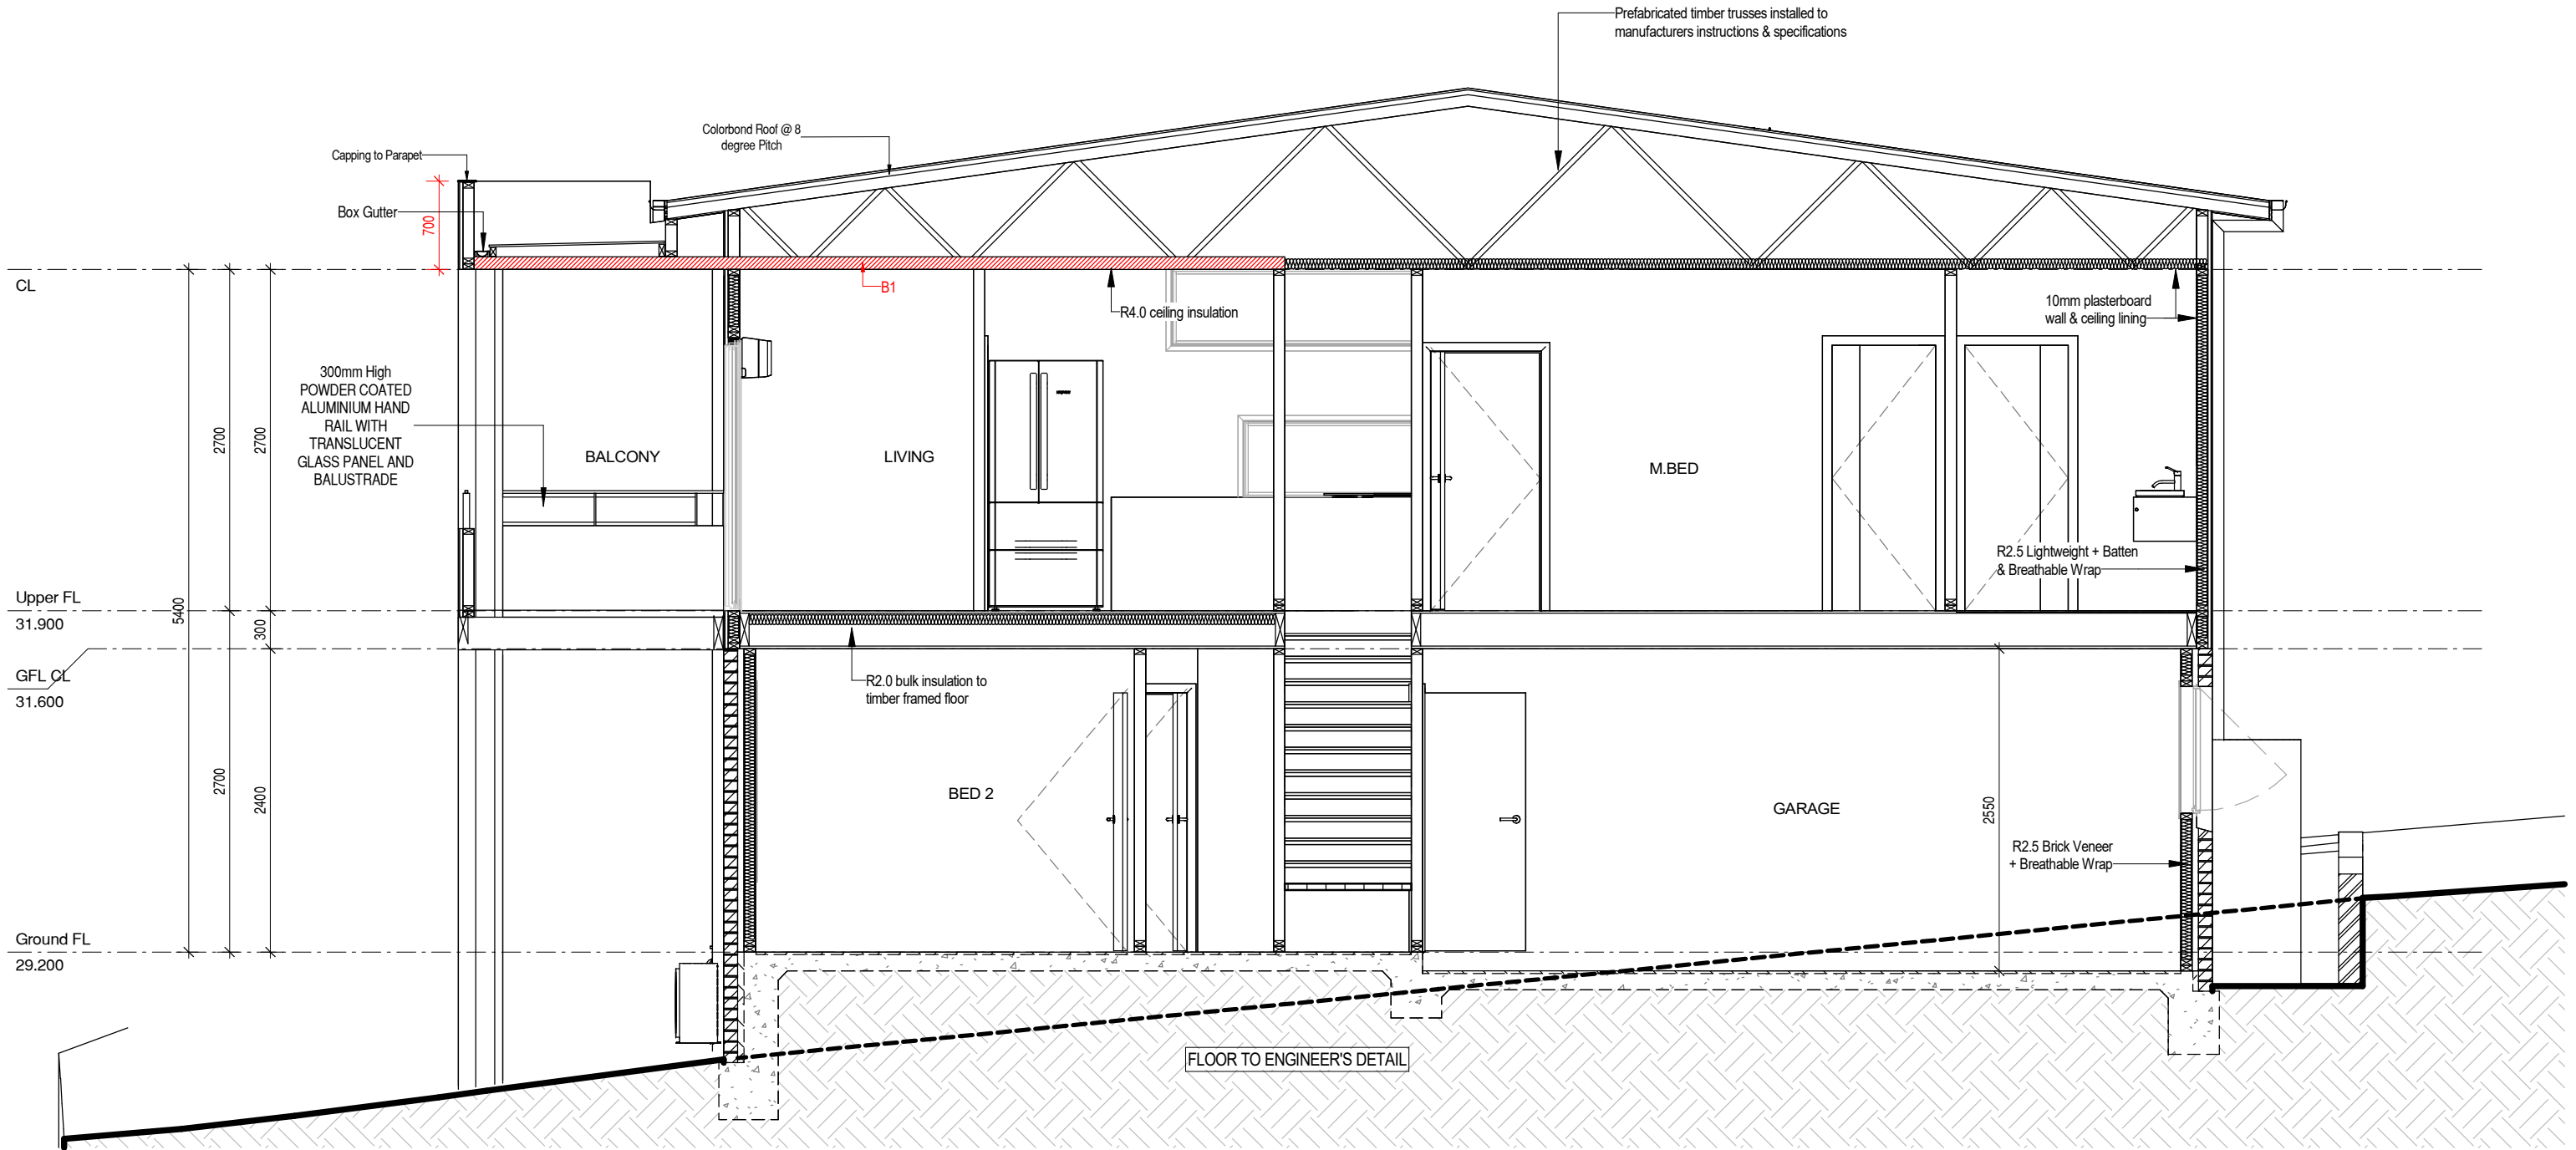 Prefabricated timber trusses installed to
manufacturers instructions & specifications
Colorbond Roof @ 8
degree Pitch
Capping to Parapet
Box Gutter
700
CL
B1
R4.0 ceiling insulation
10mm plasterboard
wall & ceiling lining
300mm High
POWDER COATED
ALUMINIUM HAND
RAIL WITH
TRANSLUCENT
GLASS PANEL AND
BALUSTRADE
2700
2700
BALCONY
LIVING
M.BED
R2.5 Lightweight + Batten
& Breathable Wrap
Upper FL
31.900
5400
300
GFL CL
31.600
R2.0 bulk insulation to
timber framed floor
2700
2400
BED 2
GARAGE
2550
R2.5 Brick Veneer
+ Breathable Wrap
Ground FL
29.200
FLOOR TO ENGINEER'S DETAIL